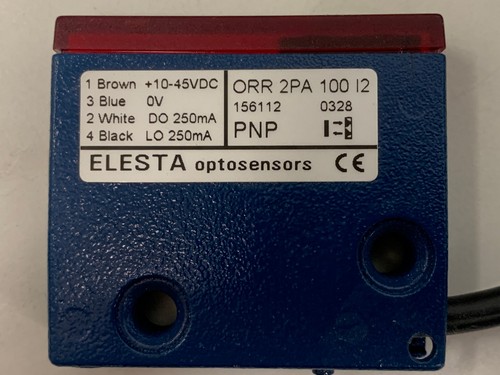 1 Brown +10-45VDC
3 Blue 0V
2 White DO 250mA
4 Black LO 250mA
ORR 2PA 100 I2
156112 0328
PNP
ELESTA optosensors CE